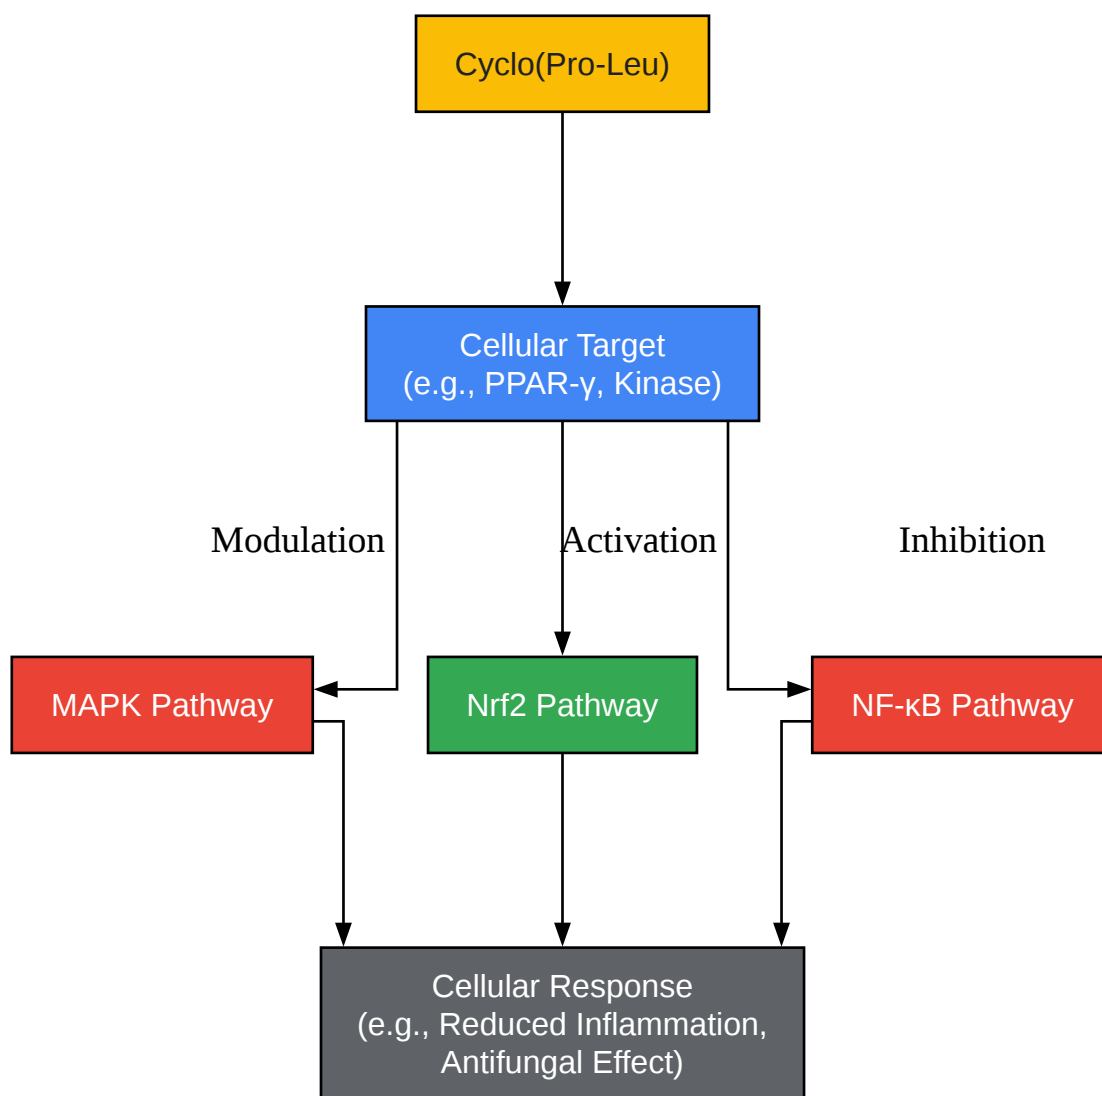 Cyclo(Pro-Leu)
Cellular Target
(e.g., PPAR-γ, Kinase)
Modulation
Activation
Inhibition
MAPK Pathway
Nrf2 Pathway
NF-κB Pathway
Cellular Response
(e.g., Reduced Inflammation,
Antifungal Effect)